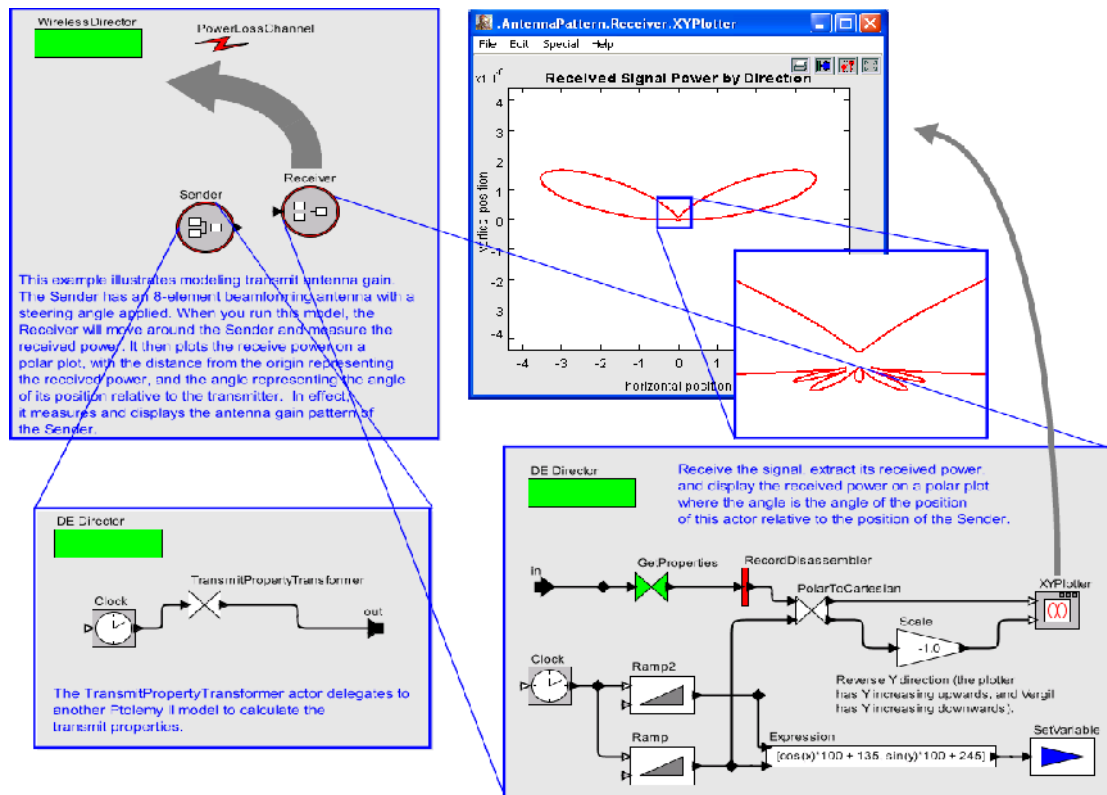 WirelessDirector
PowerLossChannel
Sender
Receiver
This example illustrates modeling transmit antenna gain.
The Sender has an 8-element beamforming antenna with a
steering angle applied. When you run this model, the
Receiver will move around the Sender and measure the
received power. It then plots the receive power on a
polar plot, with the distance from the origin representing
the received power, and the angle representing the angle
of its position relative to the transmitter. In effect,
it measures and displays the antenna gain pattern of
the Sender.
.AntennaPattern.Receiver.XYPlotter
File Edit Special Help
Received Signal Power by Direction
vertical position
4
3
2
1
0
-1
-2
-3
-4
-4 -3 -2 -1 0 1
horizontal position
DE Director
TransmitPropertyTransformer
Clock
out
The TransmitPropertyTransformer actor delegates to
another Ptolemy II model to calculate the
transmit properties.
DE Director
Receive the signal, extract its received power,
and display the received power on a polar plot
where the angle is the angle of the position
of this actor relative to the position of the Sender.
in
GetProperties
RecordDisassembler
PolarToCartesian
XYPlotter
Scale
-1.0
Clock
Ramp2
Reverse Y direction (the plotter
has Y increasing upwards, and Vergil
has Y increasing downwards).
Ramp
Expression
[cos(x)*100 + 135, sin(y)*100 + 245]
SetVariable